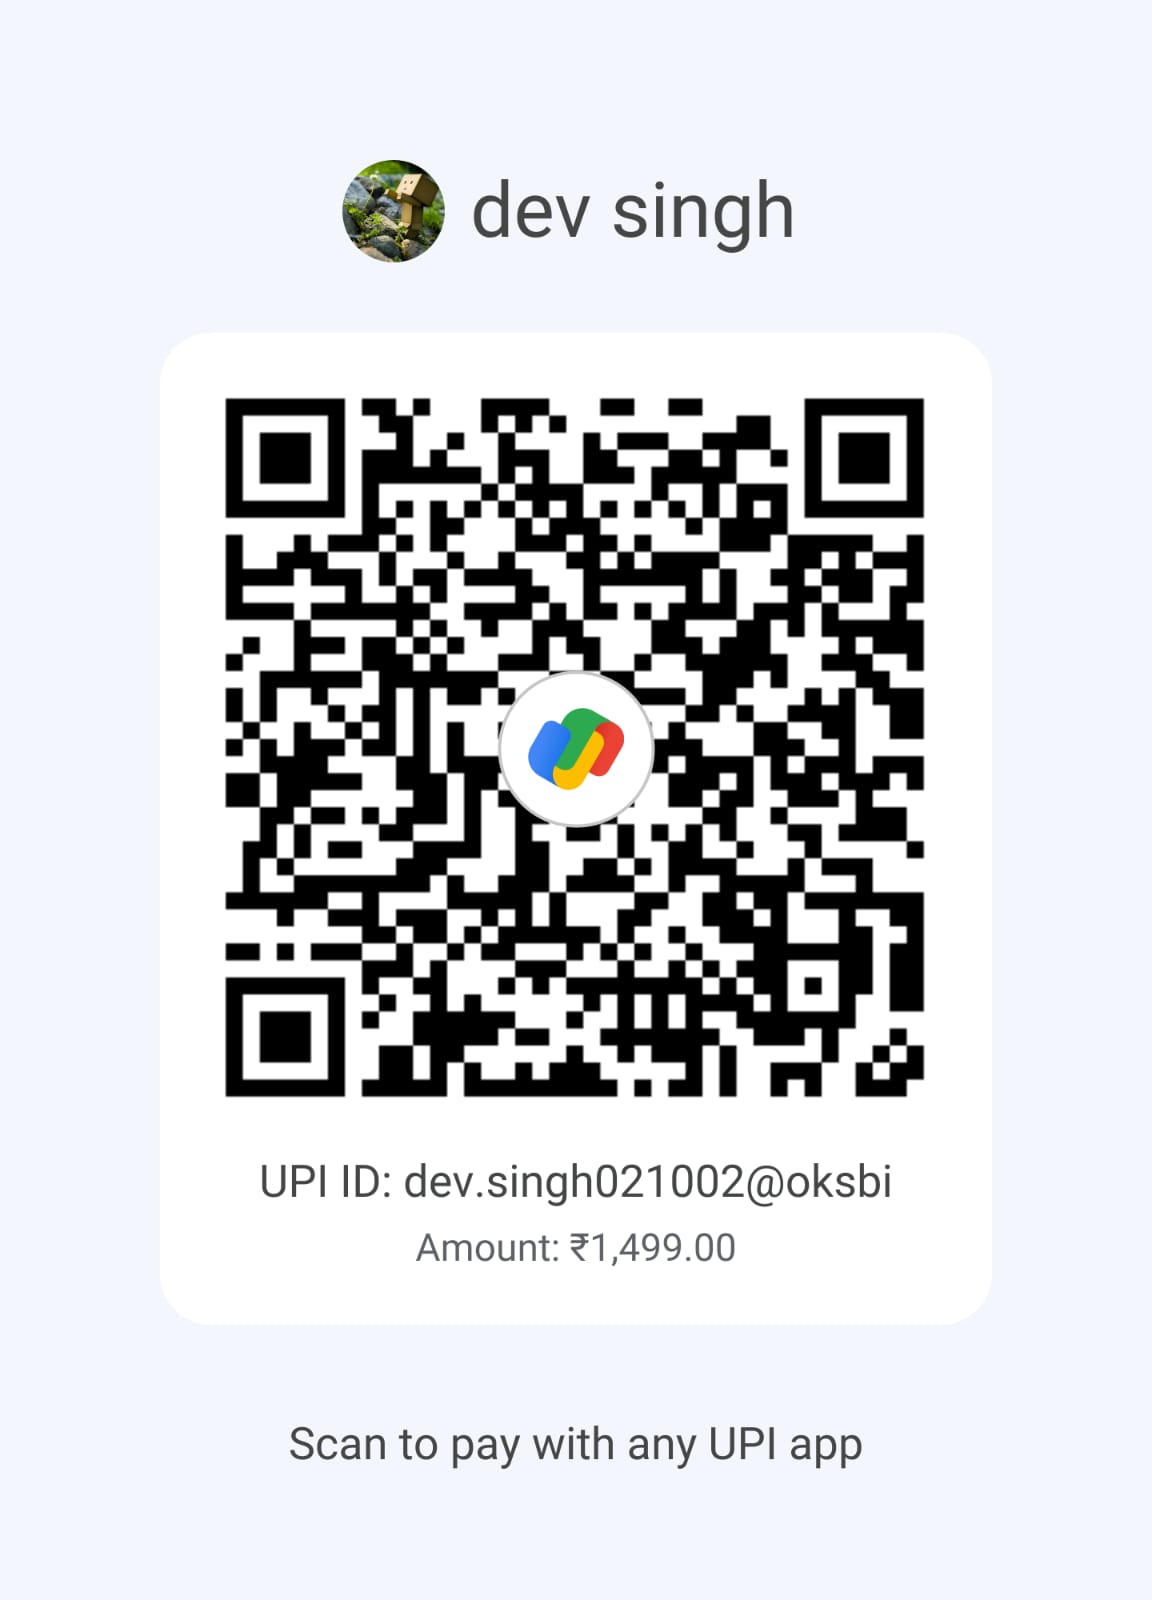 dev singh
UPI ID: dev.singh021002@oksbi
Amount: ₹1,499.00
Scan to pay with any UPI app